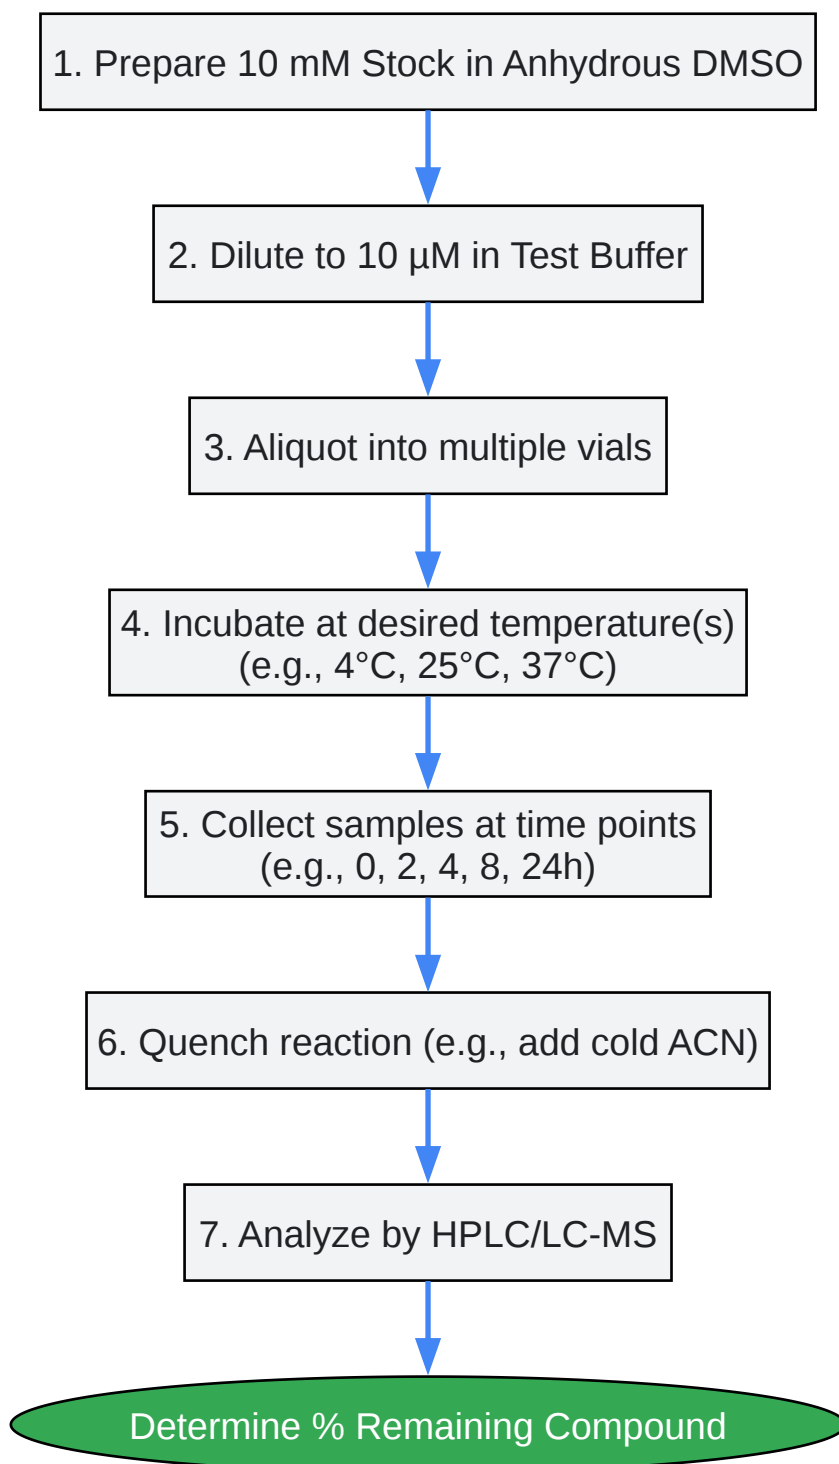 1. Prepare 10 mM Stock in Anhydrous DMSO
2. Dilute to 10 µM in Test Buffer
3. Aliquot into multiple vials
4. Incubate at desired temperature(s)
(e.g., 4°C, 25°C, 37°C)
5. Collect samples at time points
(e.g., 0, 2, 4, 8, 24h)
6. Quench reaction (e.g., add cold ACN)
7. Analyze by HPLC/LC-MS
Determine % Remaining Compound